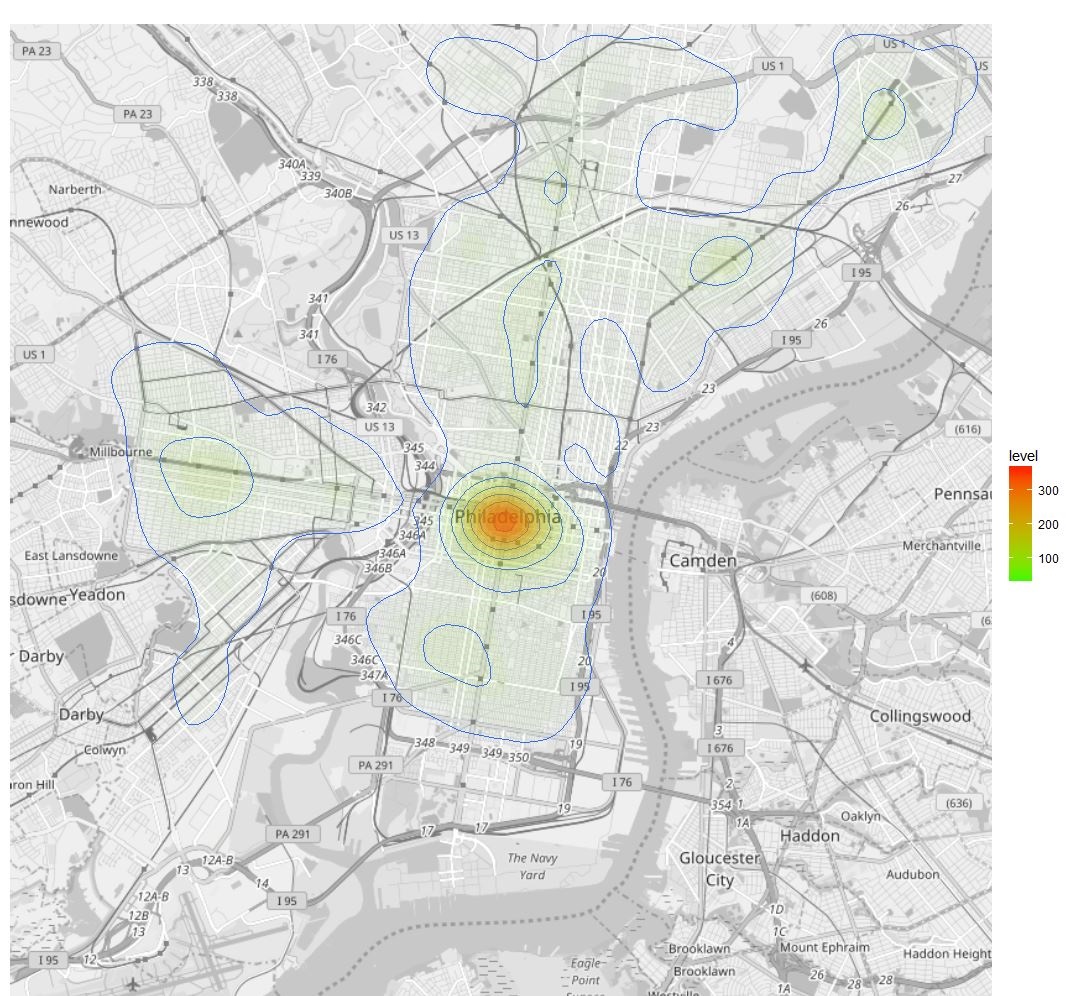 US 1
PA 23
US 1
US
338
338
PA 23
340A
339
340B
27
Narberth
nnewood
26
US 13
I 95
341
341
26
US 1
I 76
I 95
342
23
US 13
23
(616)
345
22
Millbourne
344
level
300
200
100
Pennsau
Philadelphia
345
346A
Merchantville
East Lansdowne
346A
Camden
346B
20
sdowne
Yeadon
(608)
I 76
I 95
(6
346C
4
r Darby
346C
20
347A
I 676
I 95
I 76
Darby
Collingswood
3
348
349
349
350
19
I 676
Colwyn
PA 291
I 76
2
aron Hill
354
1
(636)
19
1A
Oaklyn
17
17
PA 291
Haddon
12A-B
The Navy
Yard
Gloucester
City
13
14
Audubon
12A-B
I 95
12B
1D
13
1C
Brooklawn
Mount Ephraim
Haddon Height
I 95
12
Eagle
Point
Brooklawn
26
28
28
1A
Westville